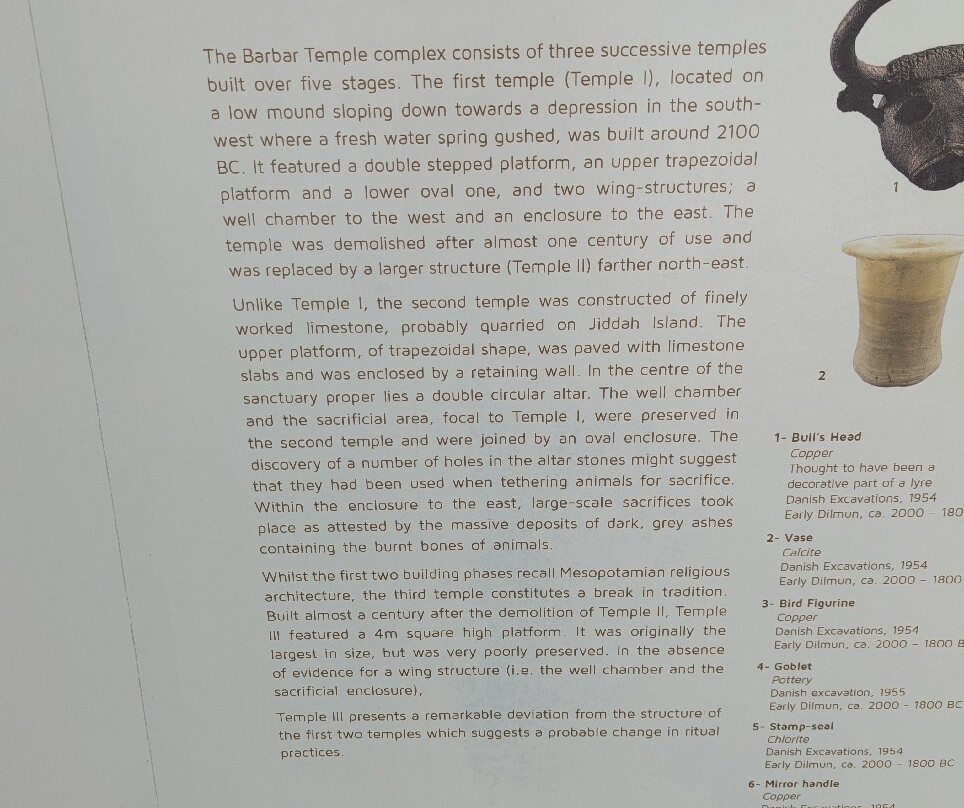 The Barbar Temple complex consists of three successive temples
built over five stages. The first temple (Temple I), located on
a low mound sloping down towards a depression in the south-
west where a fresh water spring gushed, was built around 2100
BC. It featured a double stepped platform, an upper trapezoidal
platform and a lower oval one, and two wing-structures; a
well chamber to the west and an enclosure to the east. The
temple was demolished after almost one century of use and
was replaced by a larger structure (Temple II) farther north-east.
Unlike Temple I, the second temple was constructed of finely
worked limestone, probably quarried on Jiddah Island. The
upper platform, of trapezoidal shape, was paved with limestone
slabs and was enclosed by a retaining wall. In the centre of the
sanctuary proper lies a double circular altar. The well chamber
and the sacrificial area, focal to Temple I, were preserved in
the second temple and were joined by an oval enclosure. The
discovery of a number of holes in the altar stones might suggest
that they had been used when tethering animals for sacrifice.
Within the enclosure to the east, large-scale sacrifices took
place as attested by the massive deposits of dark, grey ashes
containing the burnt bones of animals.
Whilst the first two building phases recall Mesopotamian religious
architecture, the third temple constitutes a break in tradition.
Built almost a century after the demolition of Temple II, Temple
III featured a 4m square high platform. It was originally the
largest in size, but was very poorly preserved. In the absence
of evidence for a wing structure (i.e. the well chamber and the
sacrificial enclosure),
Temple III presents a remarkable deviation from the structure of
the first two temples which suggests a probable change in ritual
practices.
1
2
1- Bull's Head
Copper
Thought to have been a
decorative part of a lyre
Danish Excavations, 1954
Early Dilmun, ca. 2000 - 180
2- Vase
Calcite
Danish Excavations, 1954
Early Dilmun, ca. 2000 - 1800
3- Bird Figurine
Copper
Danish Excavations, 1954
Early Dilmun, ca. 2000 - 1800 B
4- Goblet
Pottery
Danish excavation, 1955
Early Dilmun, ca. 2000 - 1800 BC
5- Stamp-seal
Chlorite
Danish Excavations, 1954
Early Dilmun, ca. 2000 - 1800 BC
6- Mirror handle
Copper
Danish Excavations, 1954